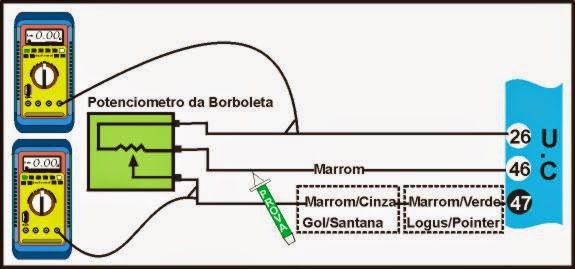 -0.00
Potenciometro da Borboleta
26
U.C
46
Marrom
-0.00
PROVA
Marrom/Cinza
Gol/Santana
Marrom/Verde
Logus/Pointer
47